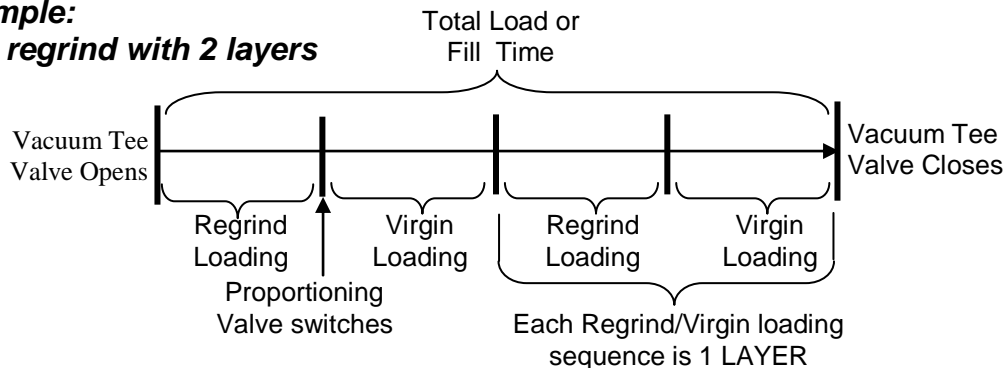 mple:
regrind with 2 layers
Total Load or
Fill Time
Vacuum Tee
Valve Opens
Vacuum Tee
Valve Closes
Regrind
Loading
Virgin
Loading
Regrind
Loading
Virgin
Loading
Proportioning
Valve switches
Each Regrind/Virgin loading
sequence is 1 LAYER